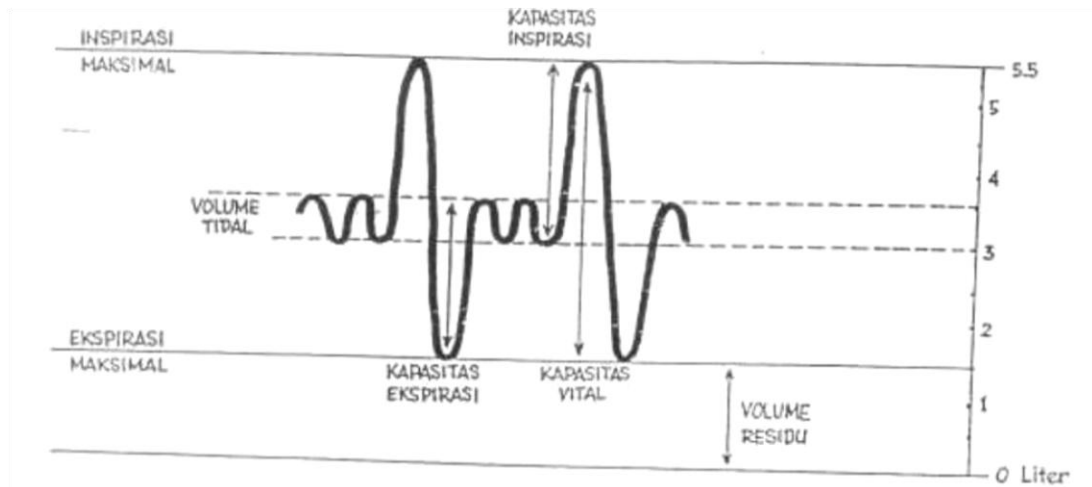 KAPASITAS
INSPIRASI
INSPIRASI
MAKSIMAL
5.5
5
4
VOLUME
TIDAL
3
2
EKSPIRASI
MAKSIMAL
KAPASITAS
EKSPIRASI
KAPASITAS
VITAL
1
VOLUME
RESIDU
0 Liter